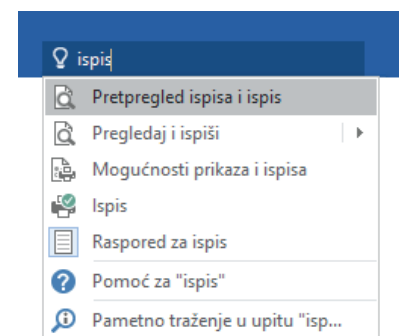 ispis
Pretpregled ispisa i ispis
Pregledaj i ispiši
Mogućnosti prikaza i ispisa
Ispis
Raspored za ispis
Pomoć za "ispis"
Pametno traženje u upitu "isp...